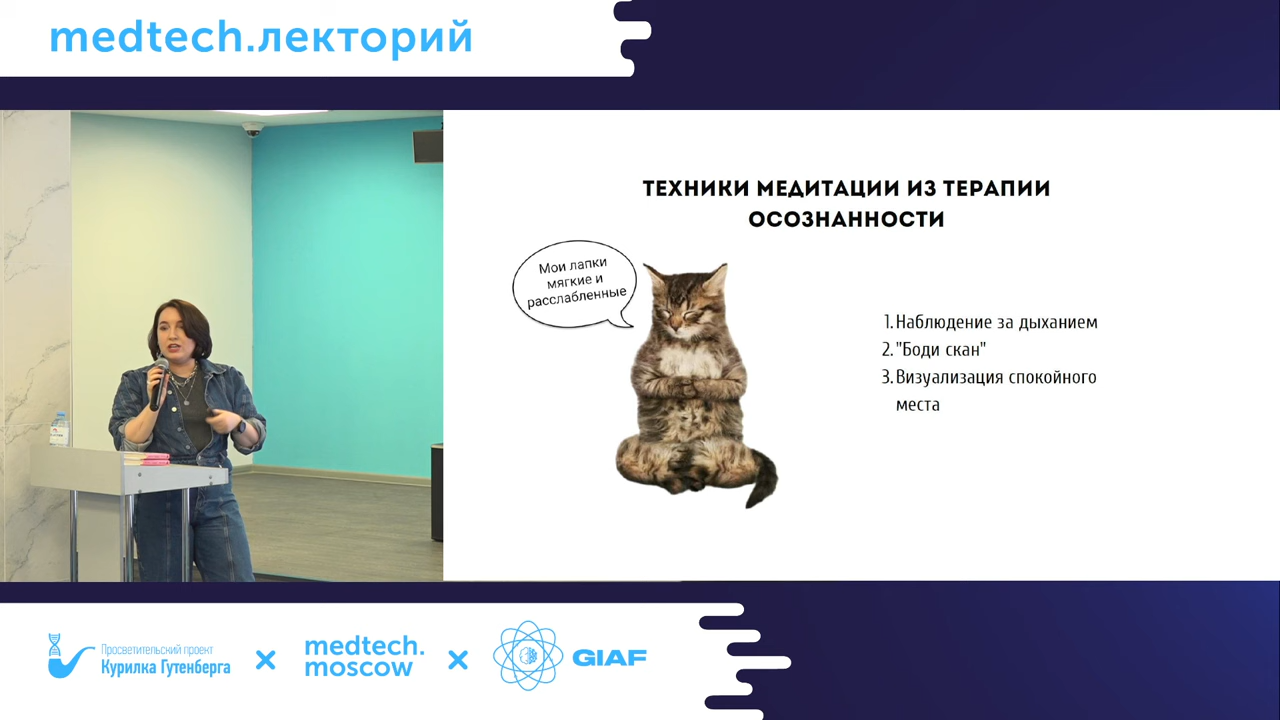 medtech.лекторий
ТЕХНИКИ МЕДИТАЦИИ ИЗ ТЕРАПИИ
ОСОЗНАННОСТИ
Мои лапки
мягкие и
расслабленные
1. Наблюдение за дыханием
2. "Боди скан"
3. Визуализация спокойного
места
Просветительский проект
Курилка Гутенберга
×
medtech.
moscow
×
GIAF